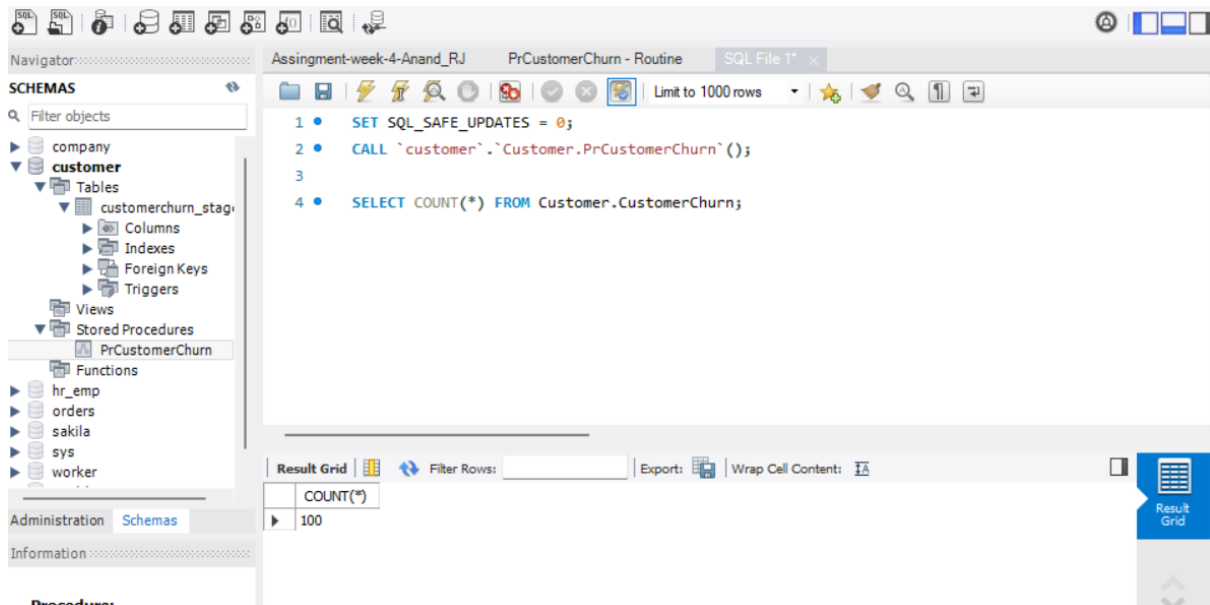 SQL
SQL
Navigator
Assingment-week-4-Anand_RJ
PrCustomerChurn - Routine
SQL File 1*
SCHEMAS
Filter objects
company
customer
Tables
customerchurn_stag
Columns
Indexes
Foreign Keys
Triggers
Views
Stored Procedures
PrCustomerChurn
Functions
hr_emp
orders
sakila
sys
worker
Administration Schemas
Information
Procedure:
Limit to 1000 rows
1 SET SQL_SAFE_UPDATES = 0;
2 CALL `customer`.`Customer.PrCustomerChurn`();
3
4 SELECT COUNT(*) FROM Customer.CustomerChurn;
Result Grid Filter Rows: Export: Wrap Cell Content: IA
COUNT(*)
100
Result
Grid